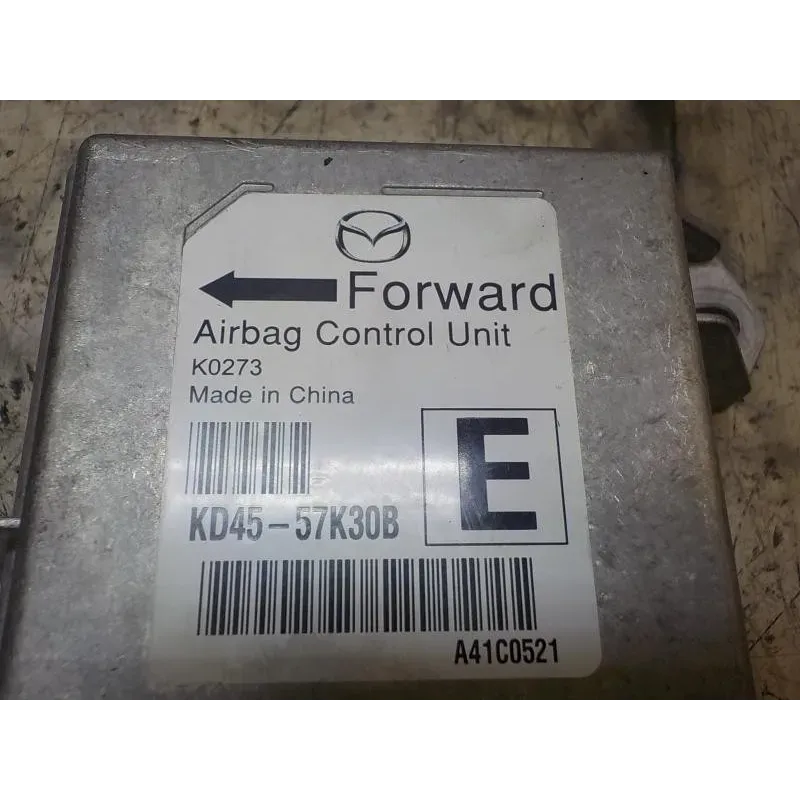 Forward
Airbag Control Unit
K0273
Made in China
E
KD45-57K30B
A41C0521